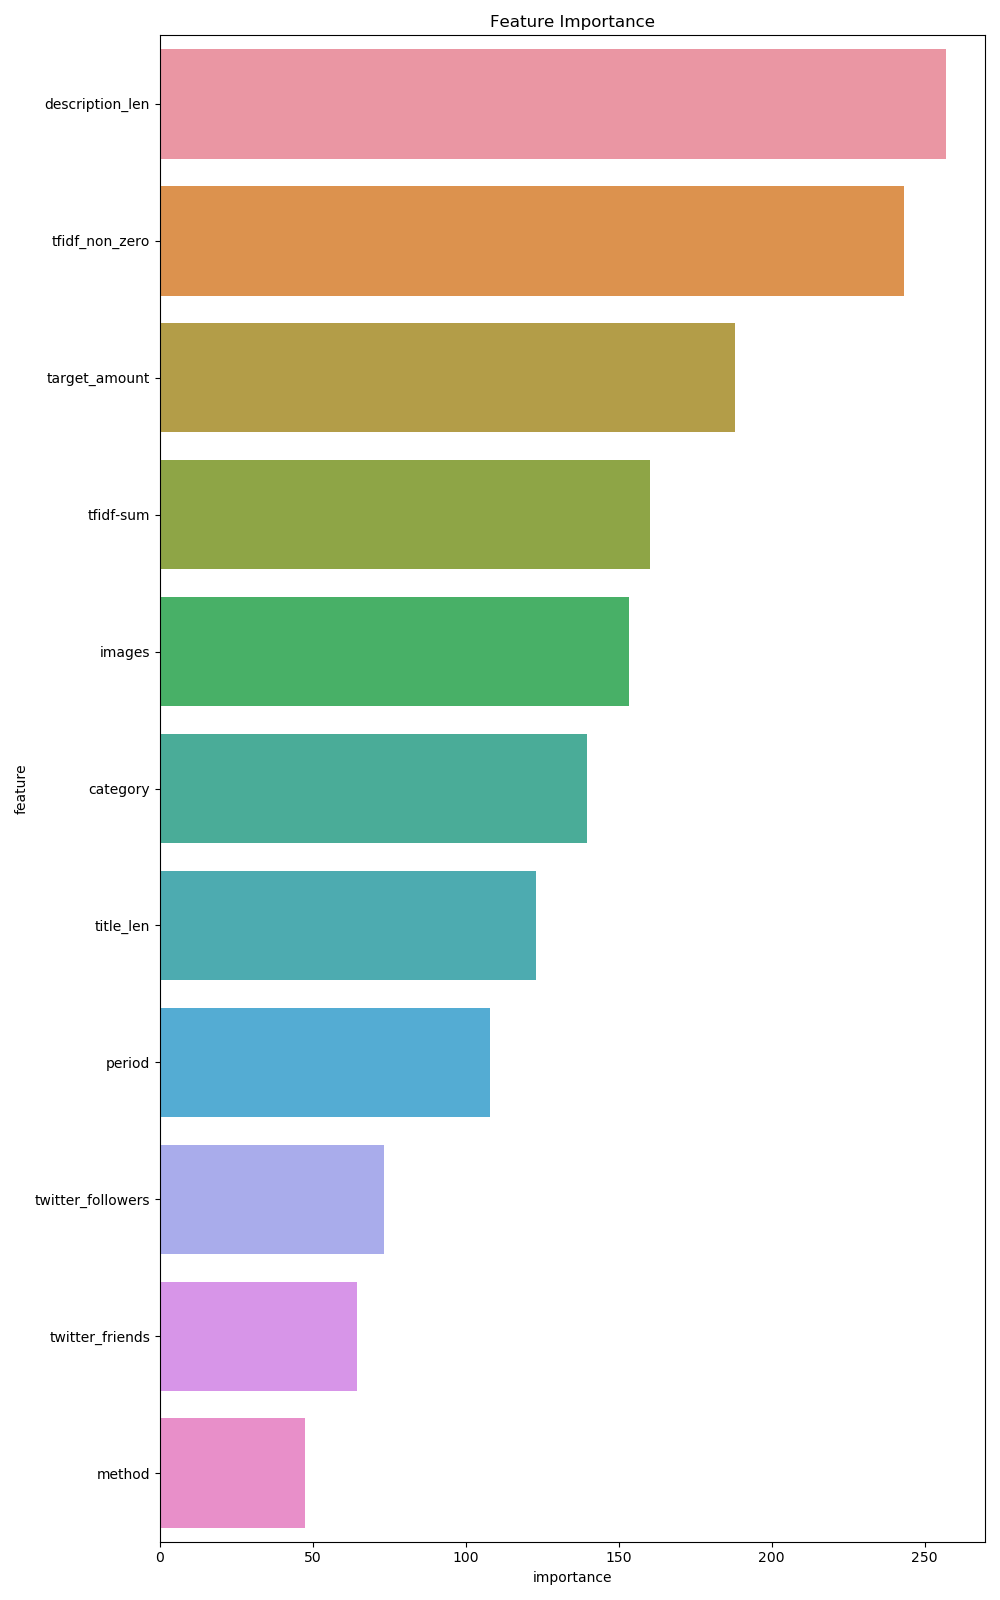 Feature Importance
description_len
tfidf_non_zero
target_amount
tfidf-sum
images
category
title_len
period
twitter_followers
twitter_friends
method
feature
0 50 100 150 200 250
importance